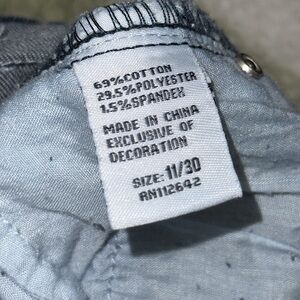 69%COTTON
29.5%POLYESTER
1.5%SPANDEX
MADE IN CHINA
EXCLUSIVE OF
DECORATION
SIZE: 11/30
RN112642